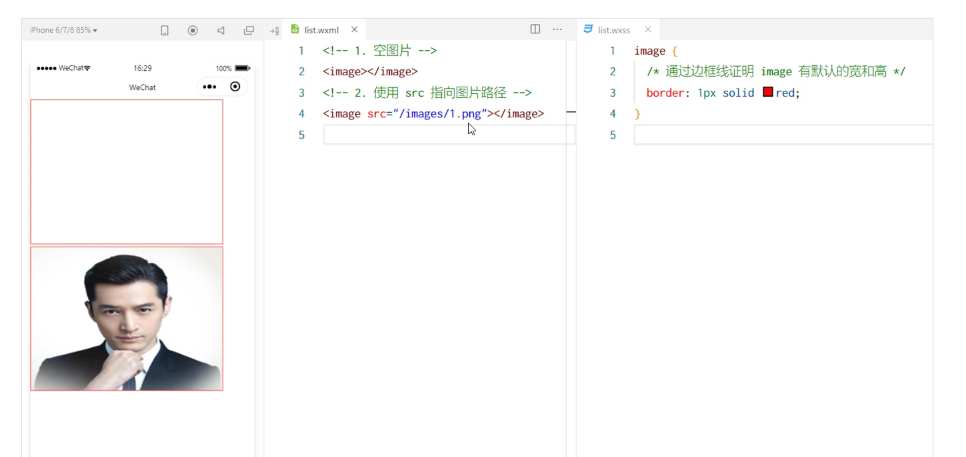 iPhone 6/7/8 85%
WeChat
16:29
100%
WeChat
list.wxml
1 <!-- 1. 空图片 -->
2 <image></image>
3 <!-- 2. 使用 src 指向图片路径 -->
4 <image src="/images/1.png"></image>
5
list.wxss
1 image {
2 /* 通过边框线证明 image 有默认的宽和高 */
3 border: 1px solid red;
4 }
5